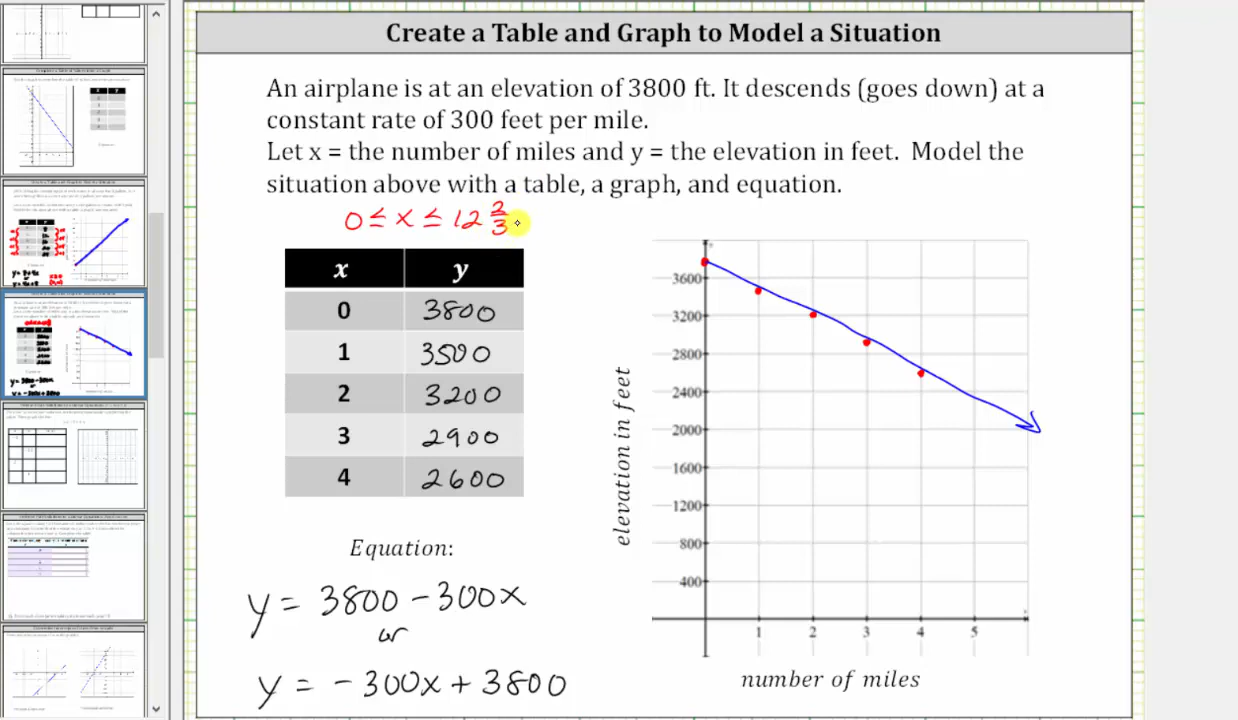 Create a Table and Graph to Model a Situation
An airplane is at an elevation of 3800 ft. It descends (goes down) at a
constant rate of 300 feet per mile.
Let x = the number of miles and y = the elevation in feet. Model the
situation above with a table, a graph, and equation.
0 ≤ x ≤ 12 2/3
x y
0 3800
1 3500
2 3200
3 2900
4 2600
Equation:
y = 3800 - 300x
or
y = -300x + 3800
elevation in feet
y
3600
3200
2800
2400
2000
1600
1200
800
400
1 2 3 4 5
x
number of miles